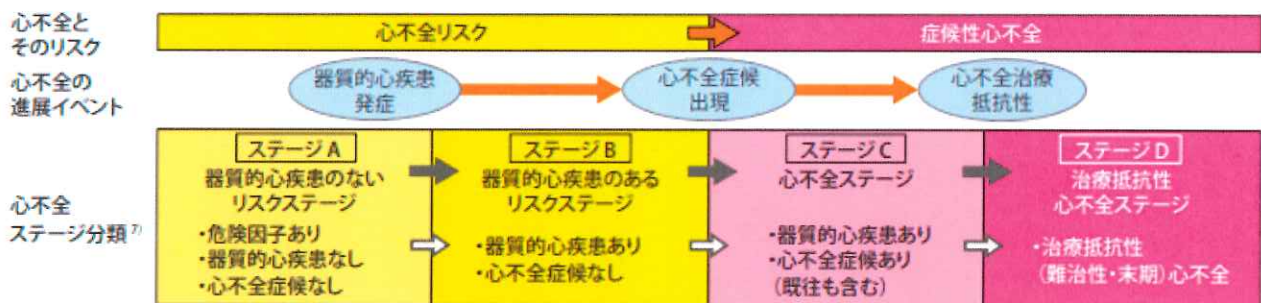 心不全と
そのリスク
心不全リスク
症候性心不全
心不全の
進展イベント
器質的心疾患
発症
心不全症候
出現
心不全治療
抵抗性
心不全
ステージ分類 7)
ステージA
器質的心疾患のない
リスクステージ
・危険因子あり
・器質的心疾患なし
・心不全症候なし
ステージB
器質的心疾患のある
リスクステージ
・器質的心疾患あり
・心不全症候なし
ステージC
心不全ステージ
・器質的心疾患あり
・心不全症候あり
(既往も含む)
ステージD
治療抵抗性
心不全ステージ
・治療抵抗性
(難治性・末期)心不全